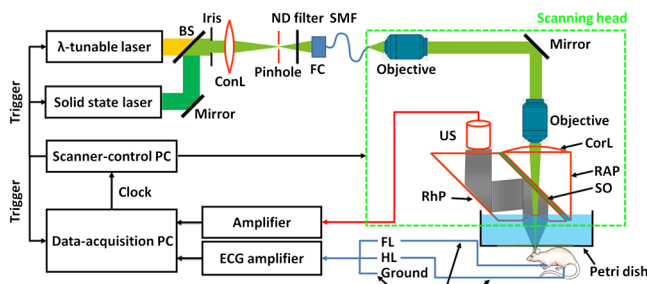 Iris
ND filter
SMF
Scanning head
BS
λ-tunable laser
Mirror
ConL
Pinhole
FC
Objective
Solid state laser
Mirror
Trigger
Objective
US
CorL
Scanner-control PC
RAP
RhP
SO
Clock
Trigger
Amplifier
Data-acquisition PC
FL
ECG amplifier
HL
Ground
Petri dish